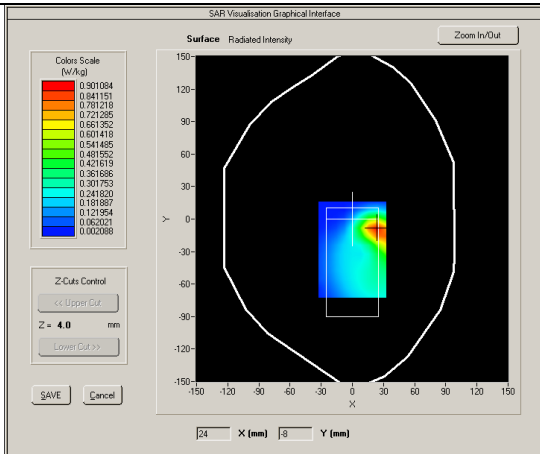 SAR Visualisation Graphical Interface
Surface Radiated Intensity
Zoom In/Out
Colors Scale
(W/kg)
0.901084
0.841151
0.781218
0.721285
0.661352
0.601418
0.541485
0.481552
0.421619
0.361686
0.301753
0.241820
0.181887
0.121954
0.062021
0.002088
Z-Cuts Control
<< Upper Cut
Z = 4.0 mm
Lower Cut >>
SAVE
Cancel
150
120
90
60
30
0
-30
-60
-90
-120
-150
Y
-150 -120 -90 -60 -30 0 30 60 90 120 150
X
24 X (mm) -8 Y (mm)